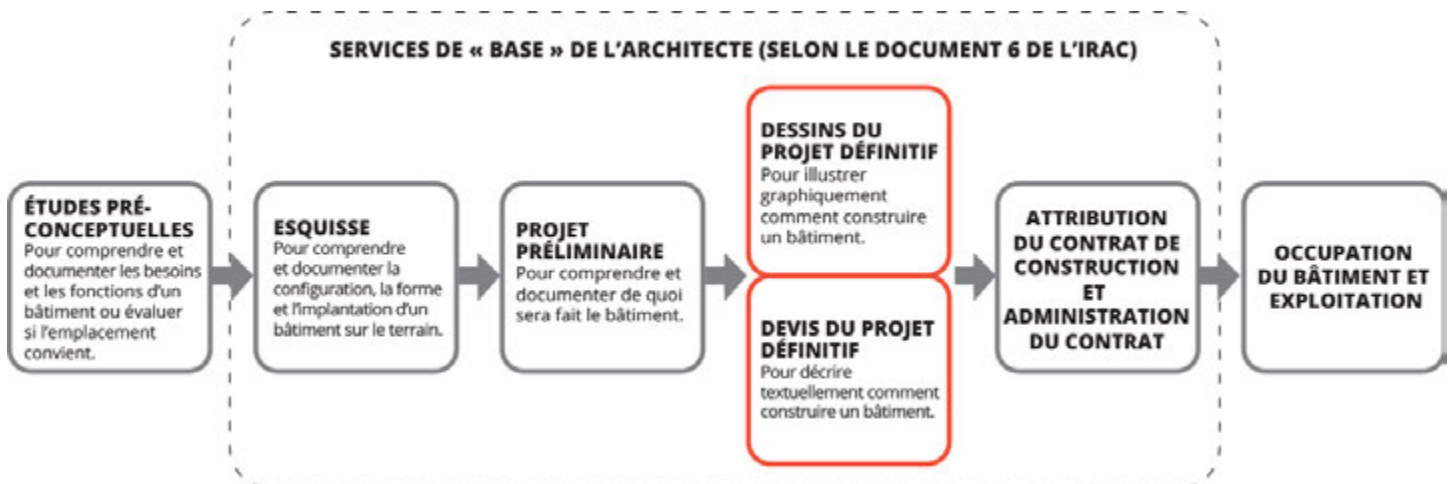 SERVICES DE « BASE » DE L’ARCHITECTE (SELON LE DOCUMENT 6 DE L’IRAC)
ÉTUDES PRÉ-
CONCEPTUELLES
Pour comprendre et
documenter les besoins
et les fonctions d’un
bâtiment ou évaluer
si l’emplacement
convient.
ESQUISSE
Pour comprendre
et documenter la
configuration, la forme
et l’implantation d’un
bâtiment sur le terrain.
PROJET
PRÉLIMINAIRE
Pour comprendre et
documenter de quoi
sera fait le bâtiment.
DESSINS DU
PROJET DÉFINITIF
Pour illustrer
graphiquement
comment construire
un bâtiment.
DEVIS DU PROJET
DÉFINITIF
Pour décrire
textuellement comment
construire un bâtiment.
ATTRIBUTION
DU CONTRAT DE
CONSTRUCTION
ET
ADMINISTRATION
DU CONTRAT
OCCUPATION
DU BÂTIMENT ET
EXPLOITATION